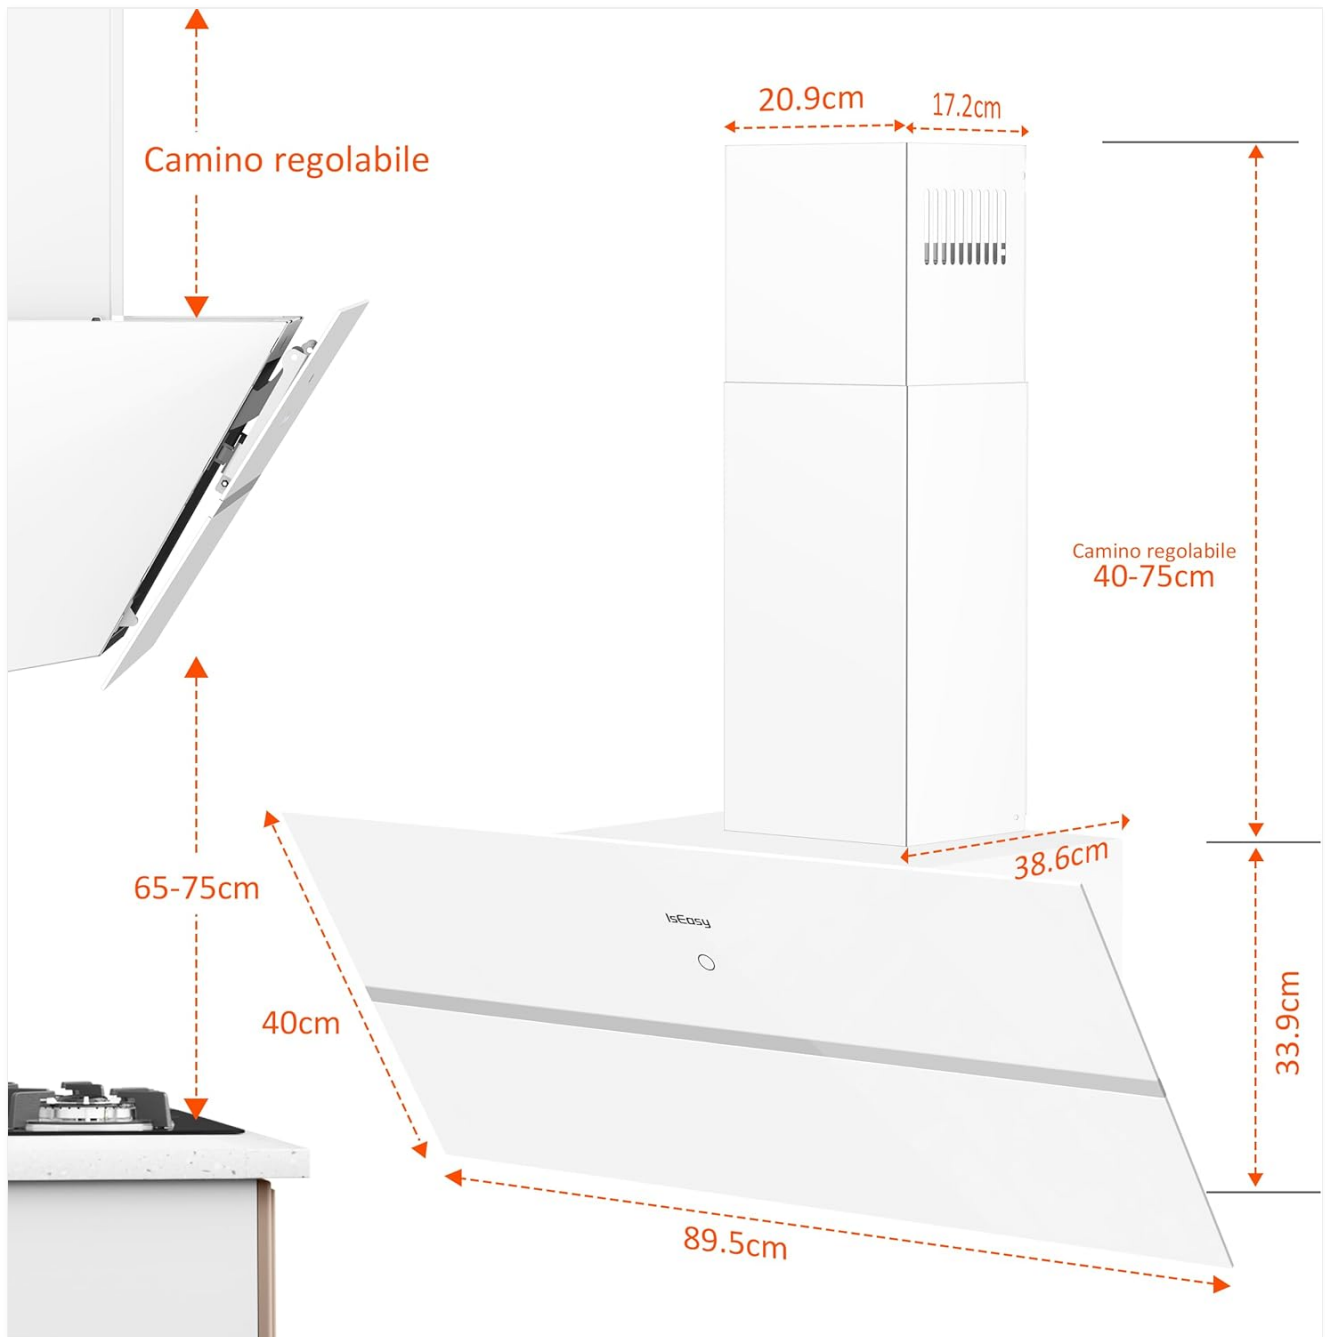 20.9cm
17.2cm
Camino regolabile
Camino regolabile
40-75cm
38.6cm
65-75cm
IsEasy
40cm
33.9cm
89.5cm